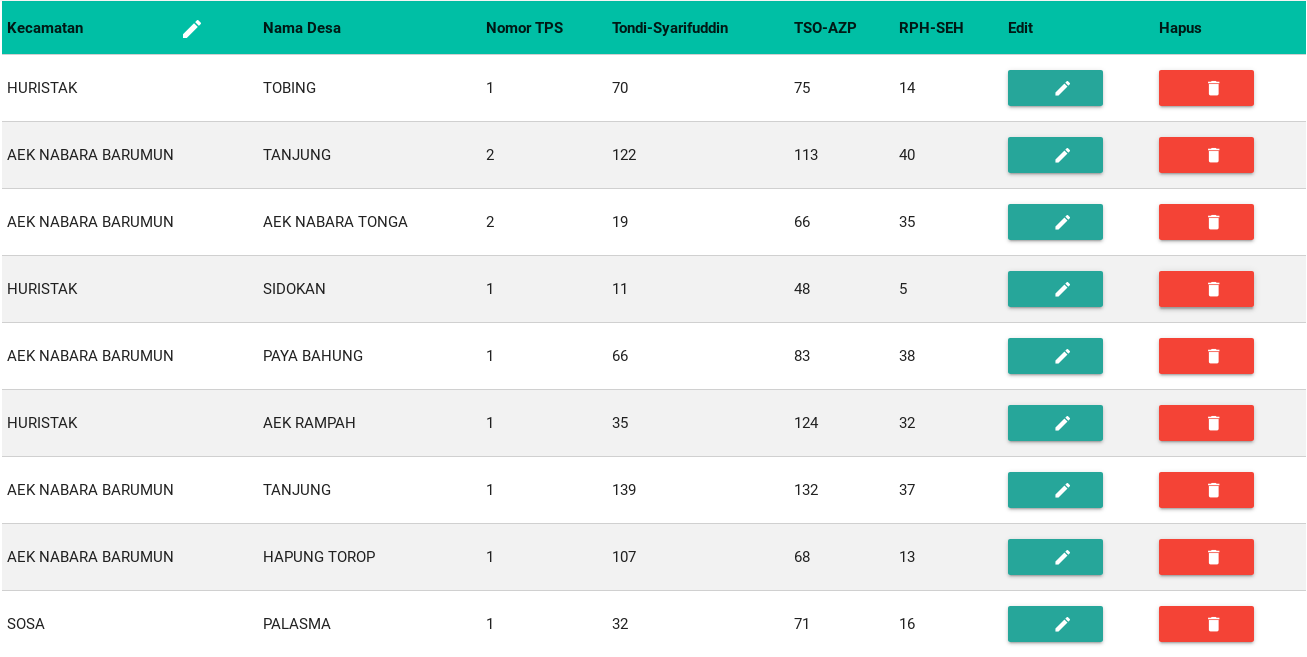 Kecamatan Nama Desa Nomor TPS Tondi-Syarifuddin TSO-AZP RPH-SEH Edit Hapus
HURISTAK TOBING 1 70 75 14
AEK NABARA BARUMUN TANJUNG 2 122 113 40
AEK NABARA BARUMUN AEK NABARA TONGA 2 19 66 35
HURISTAK SIDOKAN 1 11 48 5
AEK NABARA BARUMUN PAYA BAHUNG 1 66 83 38
HURISTAK AEK RAMPAH 1 35 124 32
AEK NABARA BARUMUN TANJUNG 1 139 132 37
AEK NABARA BARUMUN HAPUNG TOROP 1 107 68 13
SOSA PALASMA 1 32 71 16